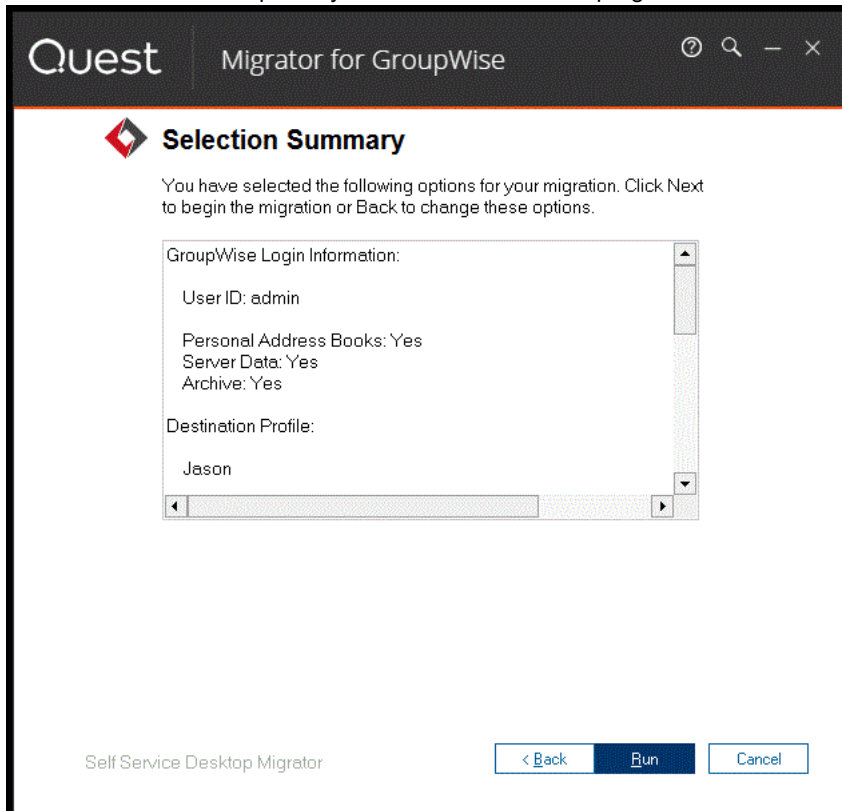 Quest Migrator for GroupWise
Selection Summary
You have selected the following options for your migration. Click Next
to begin the migration or Back to change these options.
GroupWise Login Information:
User ID: admin
Personal Address Books: Yes
Server Data: Yes
Archive: Yes
Destination Profile:
Jason
Self Service Desktop Migrator < Back Run Cancel